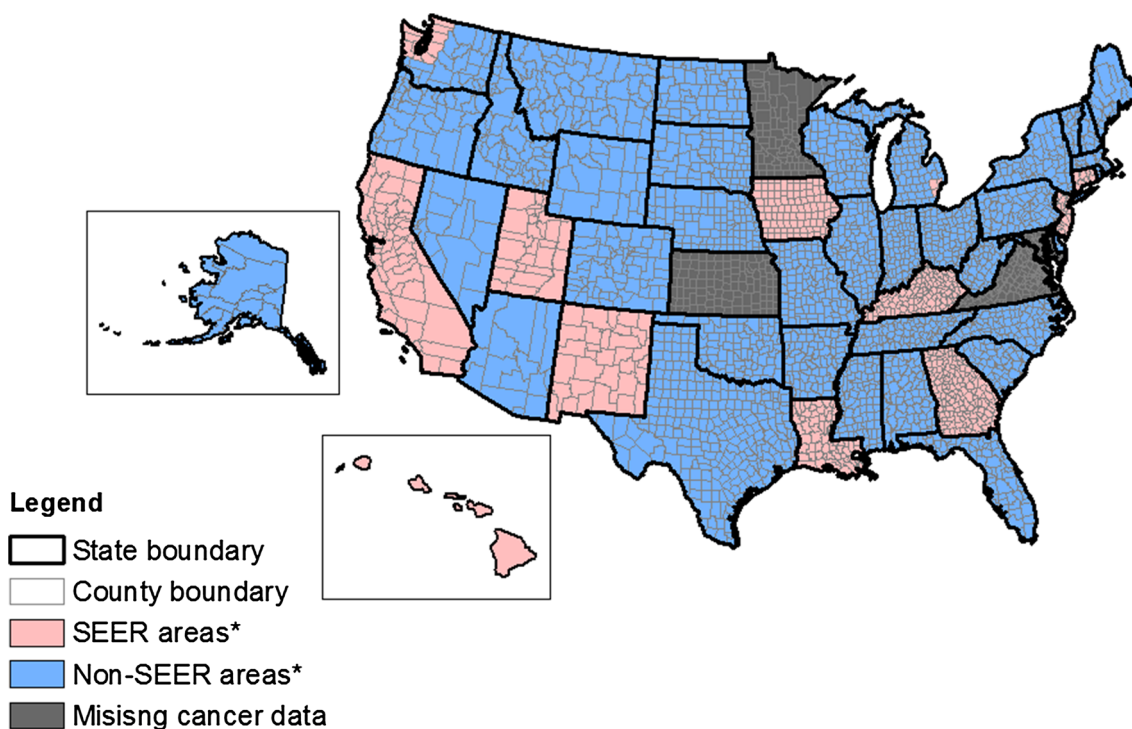 Legend
State boundary
County boundary
SEER areas*
Non-SEER areas*
Misisng cancer data